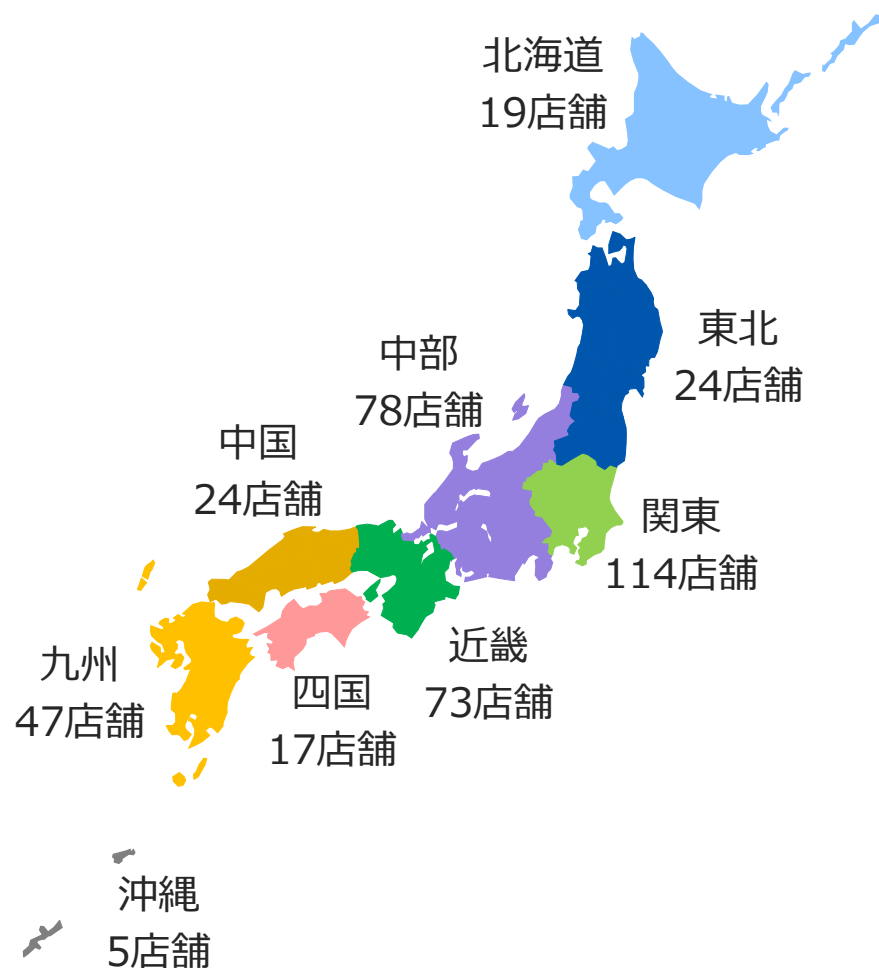 北海道
19店舗
東北
24店舗
中部
78店舗
中国
24店舗
関東
114店舗
近畿
73店舗
九州
47店舗
四国
17店舗
沖縄
5店舗